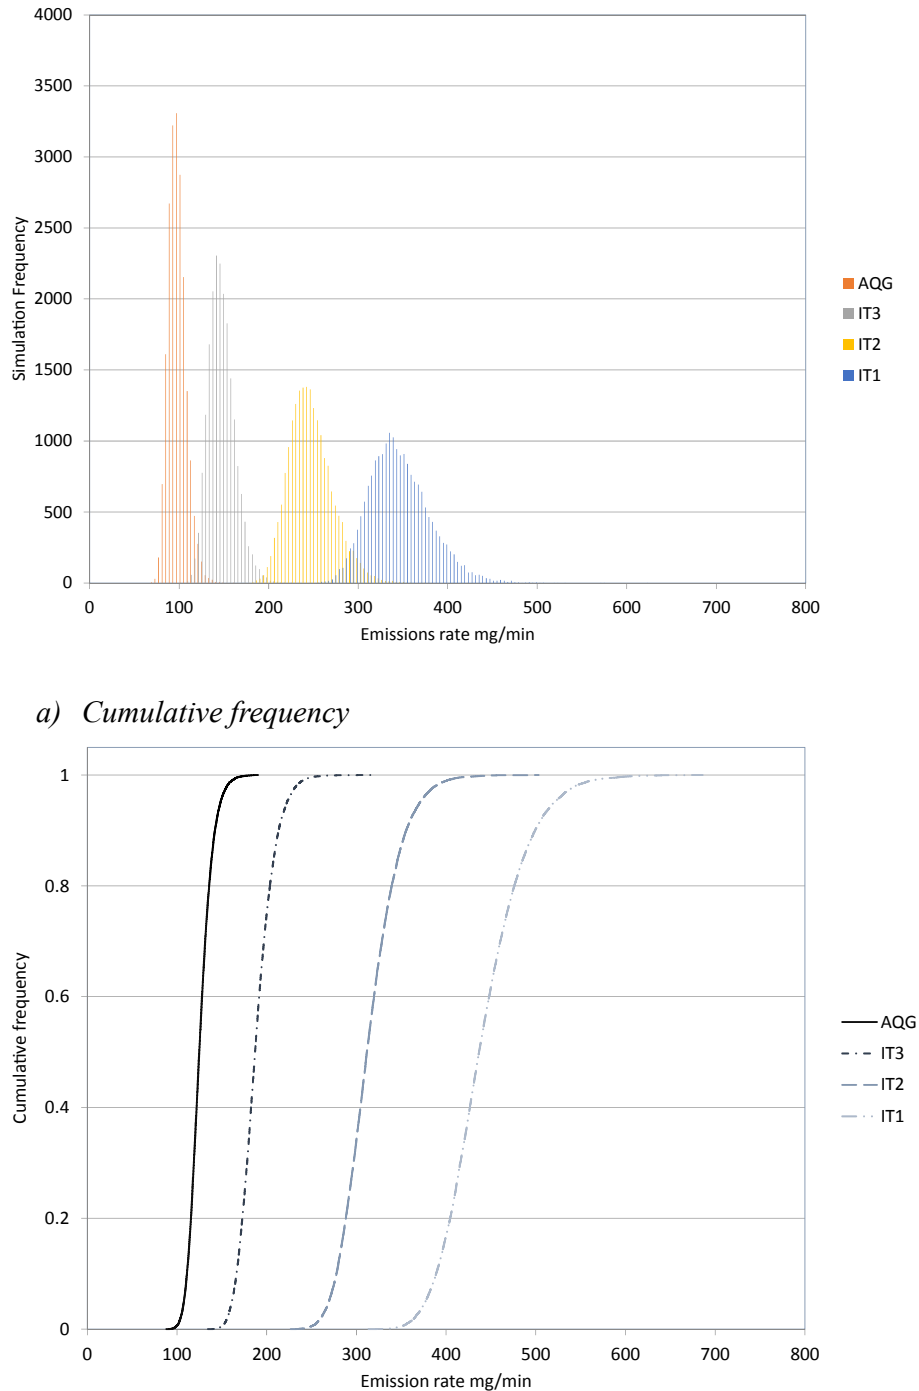 4000
3500
3000
2500
2000
1500
1000
500
0
Simulation Frequency
0 100 200 300 400 500 600 700 800
Emissions rate mg/min
AQG
IT3
IT2
IT1
a) Cumulative frequency
1
0.8
0.6
0.4
0.2
0
Cumulative frequency
0 100 200 300 400 500 600 700 800
Emission rate mg/min
AQG
IT3
IT2
IT1